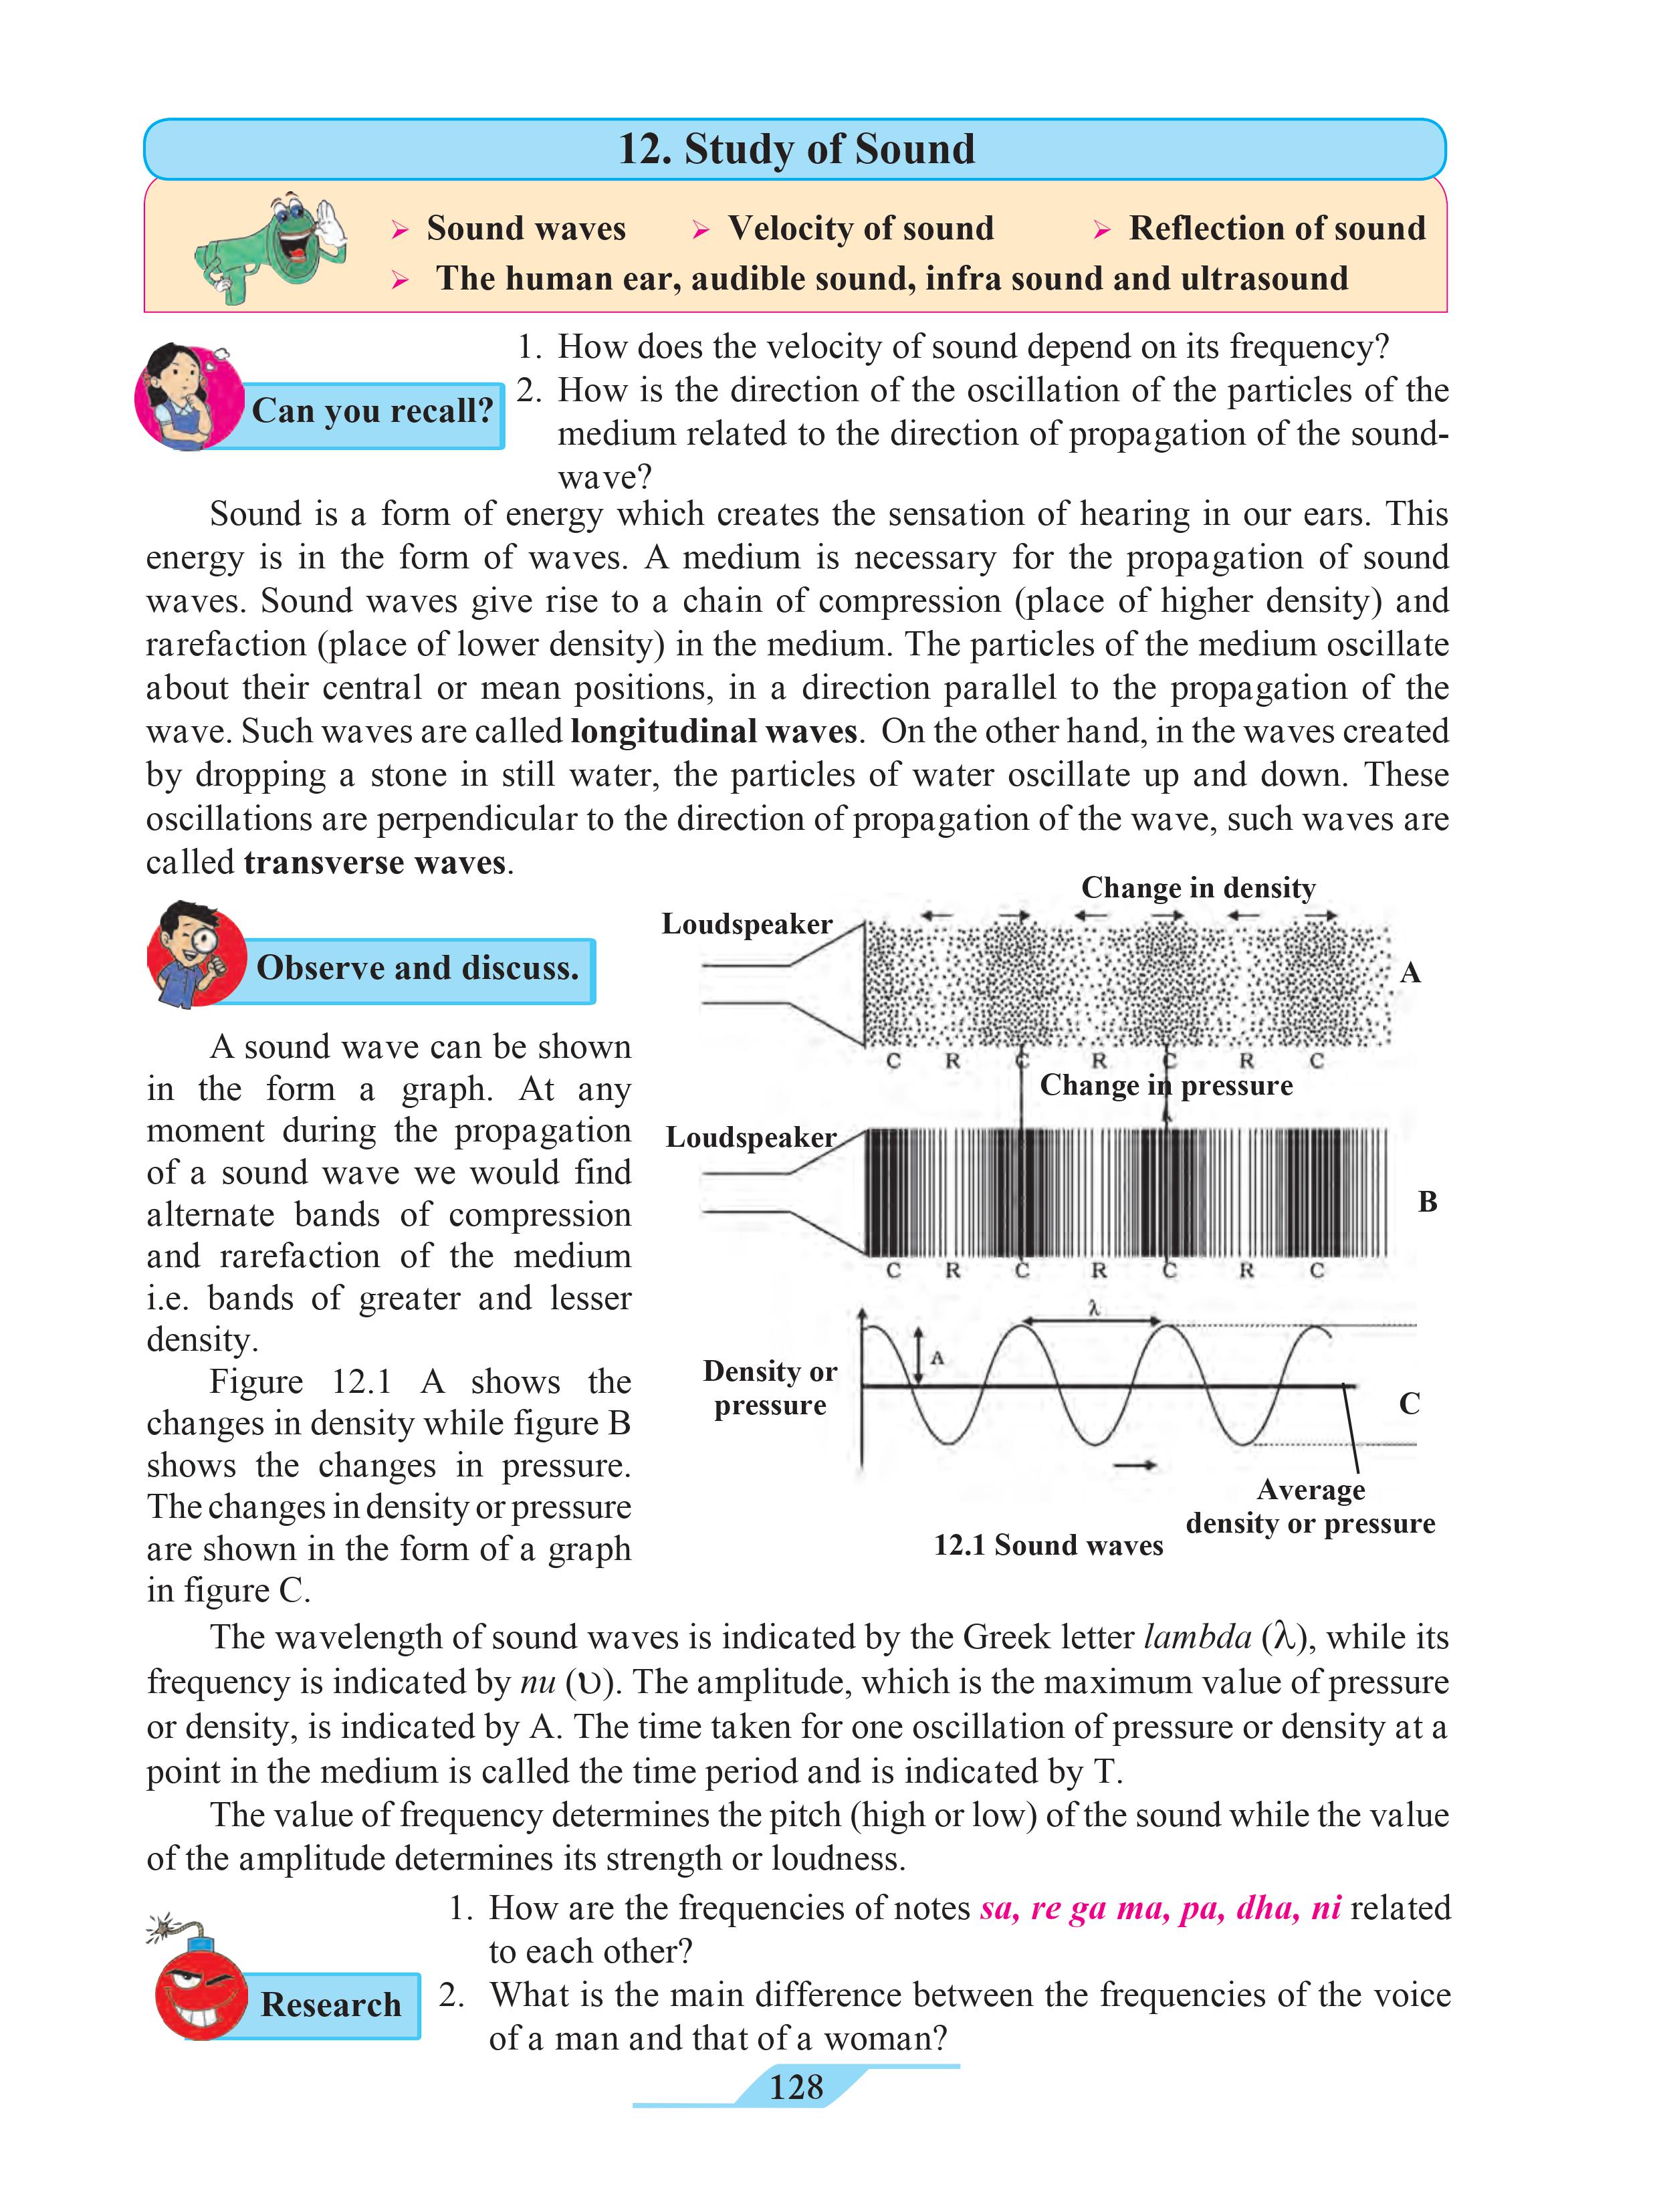 12. Study of Sound
➢ Sound waves ➢ Velocity of sound ➢ Reflection of sound
➢ The human ear, audible sound, infra sound and ultrasound
Can you recall?
1. How does the velocity of sound depend on its frequency?
2. How is the direction of the oscillation of the particles of the
medium related to the direction of propagation of the sound-
wave?
Sound is a form of energy which creates the sensation of hearing in our ears. This
energy is in the form of waves. A medium is necessary for the propagation of sound
waves. Sound waves give rise to a chain of compression (place of higher density) and
rarefaction (place of lower density) in the medium. The particles of the medium oscillate
about their central or mean positions, in a direction parallel to the propagation of the
wave. Such waves are called longitudinal waves. On the other hand, in the waves created
by dropping a stone in still water, the particles of water oscillate up and down. These
oscillations are perpendicular to the direction of propagation of the wave, such waves are
called transverse waves.
Observe and discuss.
A sound wave can be shown
in the form a graph. At any
moment during the propagation
of a sound wave we would find
alternate bands of compression
and rarefaction of the medium
i.e. bands of greater and lesser
density.
Figure 12.1 A shows the
changes in density while figure B
shows the changes in pressure.
The changes in density or pressure
are shown in the form of a graph
in figure C.
Change in density
Loudspeaker
A
C R C R C R C
Change in pressure
Loudspeaker
B
C R C R C R C
λ
A
Density or
pressure
C
Average
density or pressure
12.1 Sound waves
The wavelength of sound waves is indicated by the Greek letter lambda (λ), while its
frequency is indicated by nu (υ). The amplitude, which is the maximum value of pressure
or density, is indicated by A. The time taken for one oscillation of pressure or density at a
point in the medium is called the time period and is indicated by T.
The value of frequency determines the pitch (high or low) of the sound while the value
of the amplitude determines its strength or loudness.
Research
1. How are the frequencies of notes sa, re ga ma, pa, dha, ni related
to each other?
2. What is the main difference between the frequencies of the voice
of a man and that of a woman?
128